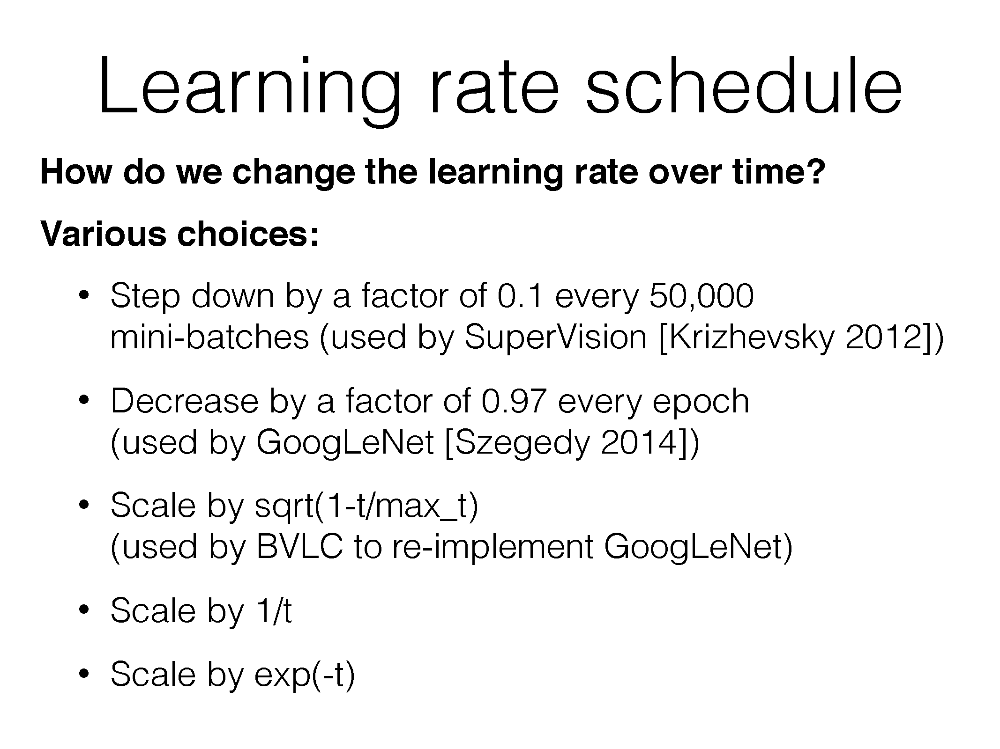 Learning rate schedule
How do we change the learning rate over time?
Various choices:
• Step down by a factor of 0.1 every 50,000
mini-batches (used by SuperVision [Krizhevsky 2012])
• Decrease by a factor of 0.97 every epoch
(used by GoogLeNet [Szegedy 2014])
• Scale by sqrt(1-t/max_t)
(used by BVLC to re-implement GoogLeNet)
• Scale by 1/t
• Scale by exp(-t)